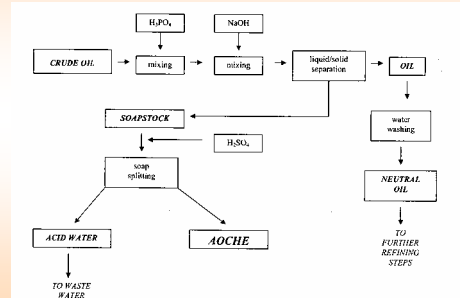 H₃PO₄
NaOH
CRUDE OIL
mixing
mixing
liquid/solid
separation
OIL
SOAPSTOCK
H₂SO₄
water
washing
soap
splitting
NEUTRAL
OIL
ACID WATER
AOCHE
TO
FURTHER
REFINING
STEPS
TO WASTE
WATER